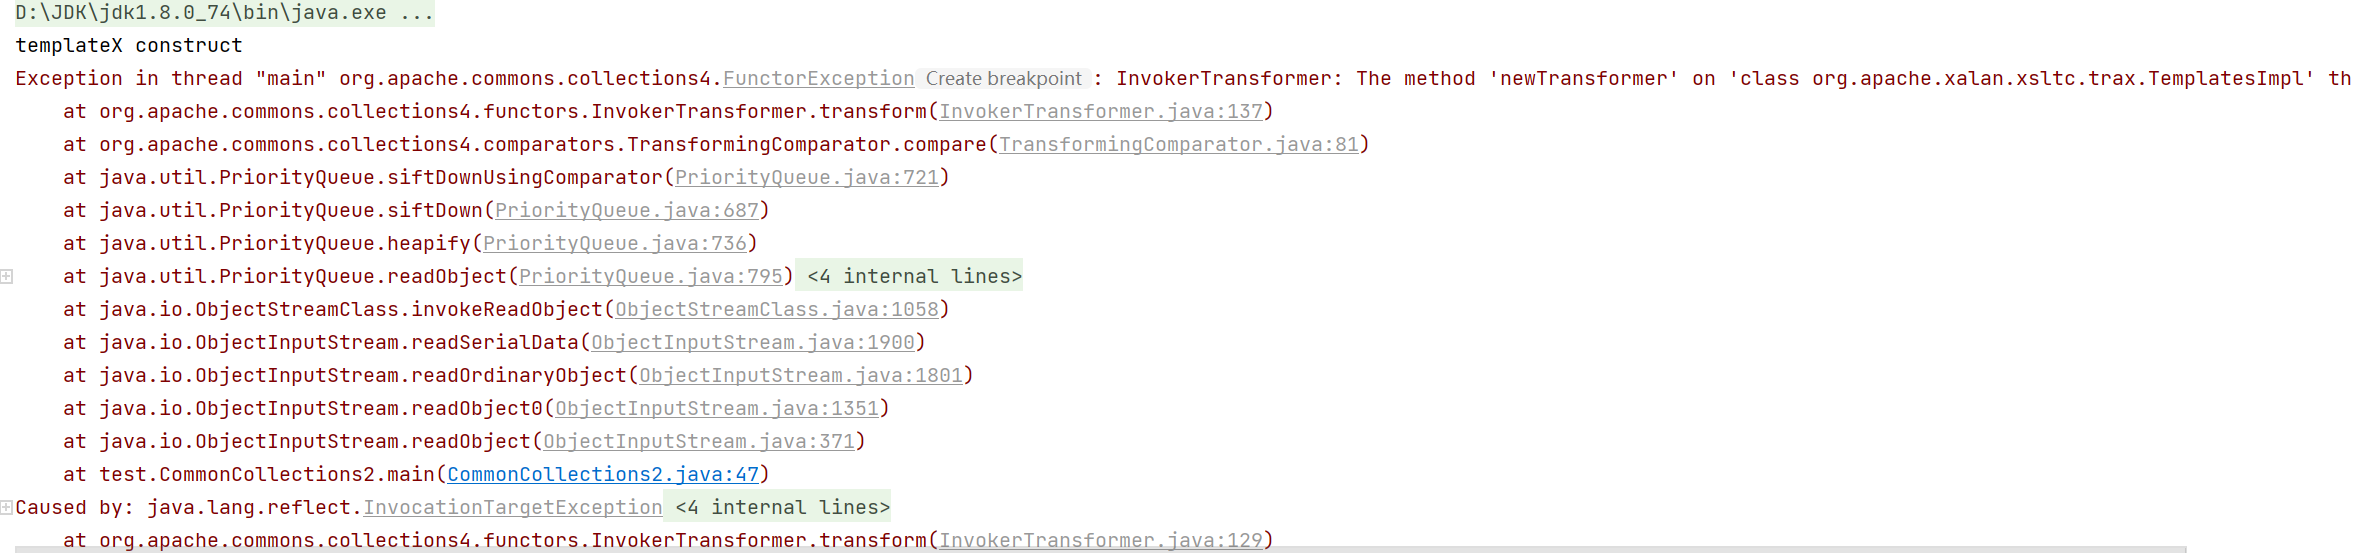 D:\JDK\jdk1.8.0_74\bin\java.exe ...
templateX construct
Exception in thread "main" org.apache.commons.collections4.FunctorException Create breakpoint : InvokerTransformer: The method 'newTransformer' on 'class org.apache.xalan.xsltc.trax.TemplatesImpl' th
at org.apache.commons.collections4.functors.InvokerTransformer.transform(InvokerTransformer.java:137)
at org.apache.commons.collections4.comparators.TransformingComparator.compare(TransformingComparator.java:81)
at java.util.PriorityQueue.siftDownUsingComparator(PriorityQueue.java:721)
at java.util.PriorityQueue.siftDown(PriorityQueue.java:687)
at java.util.PriorityQueue.heapify(PriorityQueue.java:736)
at java.util.PriorityQueue.readObject(PriorityQueue.java:795) <4 internal lines>
at java.io.ObjectStreamClass.invokeReadObject(ObjectStreamClass.java:1058)
at java.io.ObjectInputStream.readSerialData(ObjectInputStream.java:1900)
at java.io.ObjectInputStream.readOrdinaryObject(ObjectInputStream.java:1801)
at java.io.ObjectInputStream.readObject0(ObjectInputStream.java:1351)
at java.io.ObjectInputStream.readObject(ObjectInputStream.java:371)
at test.CommonCollections2.main(CommonCollections2.java:47)
Caused by: java.lang.reflect.InvocationTargetException <4 internal lines>
at org.apache.commons.collections4.functors.InvokerTransformer.transform(InvokerTransformer.java:129)